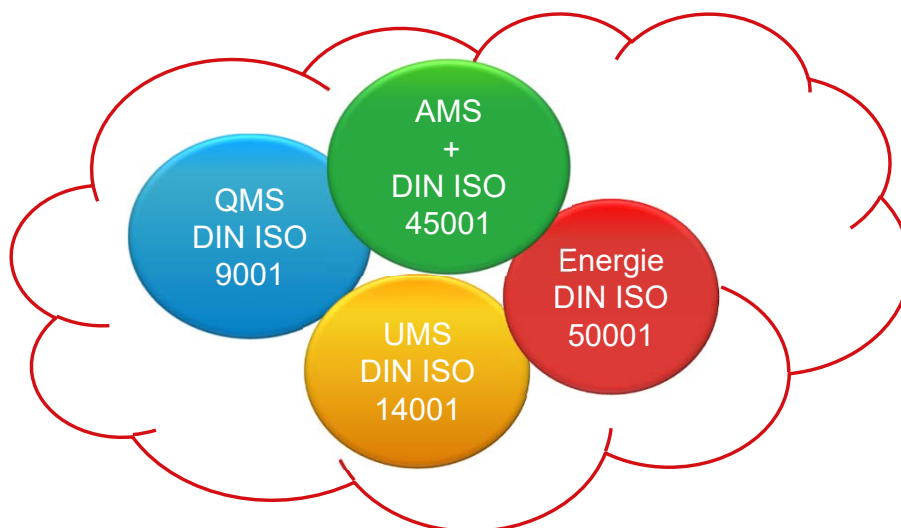 AMS
+
DIN ISO
45001
QMS
DIN ISO
9001
Energie
DIN ISO
50001
UMS
DIN ISO
14001